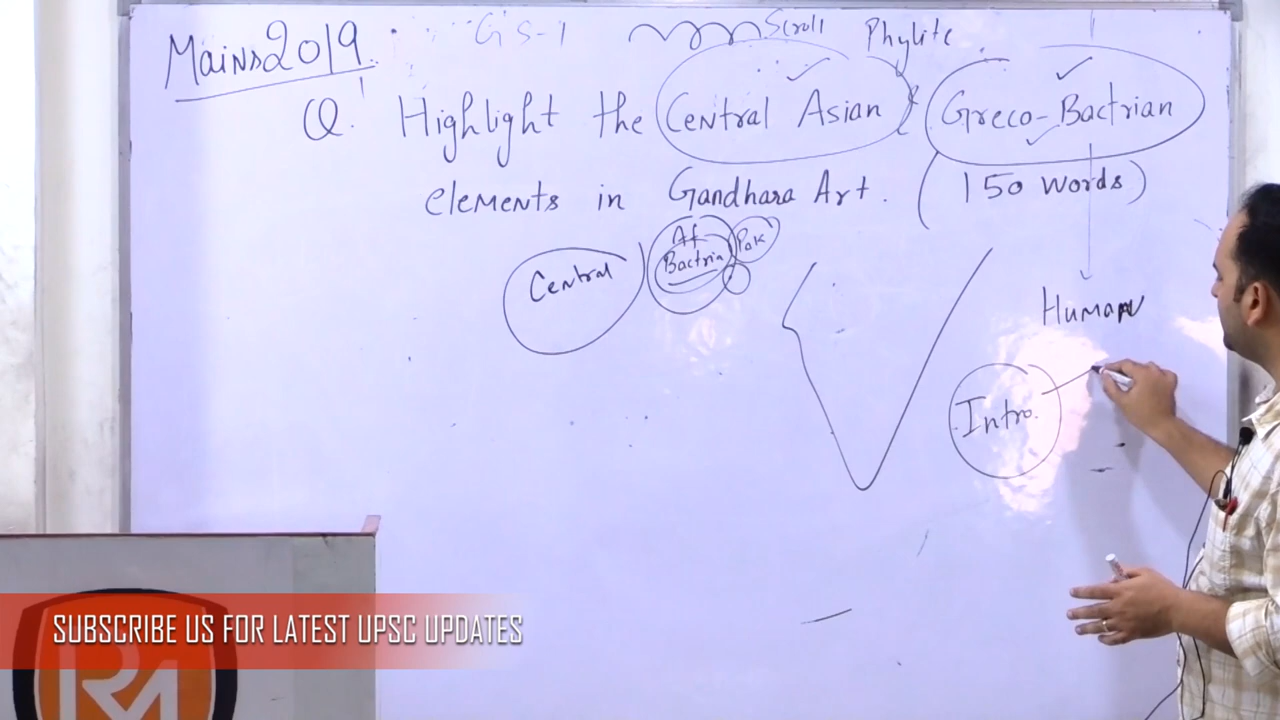 Mains 2019 GS-1 Scroll Phylite
Q. Highlight the Central Asian & Greco-Bactrian
elements in Gandhara Art. (150 words)
Central
Af
Bactria
Pak
Human
Intro.
SUBSCRIBE US FOR LATEST UPSC UPDATES
RM